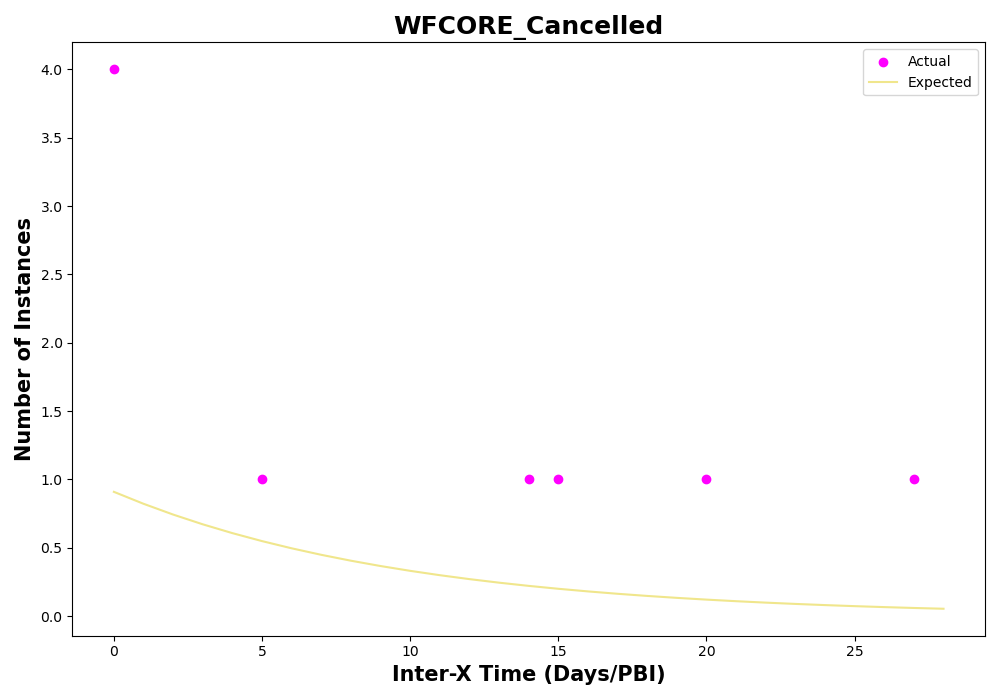 WFCORE_Cancelled
Actual
Expected
4.0
3.5
3.0
2.5
2.0
1.5
1.0
0.5
0.0
Number of Instances
0 5 10 15 20 25
Inter-X Time (Days/PBI)